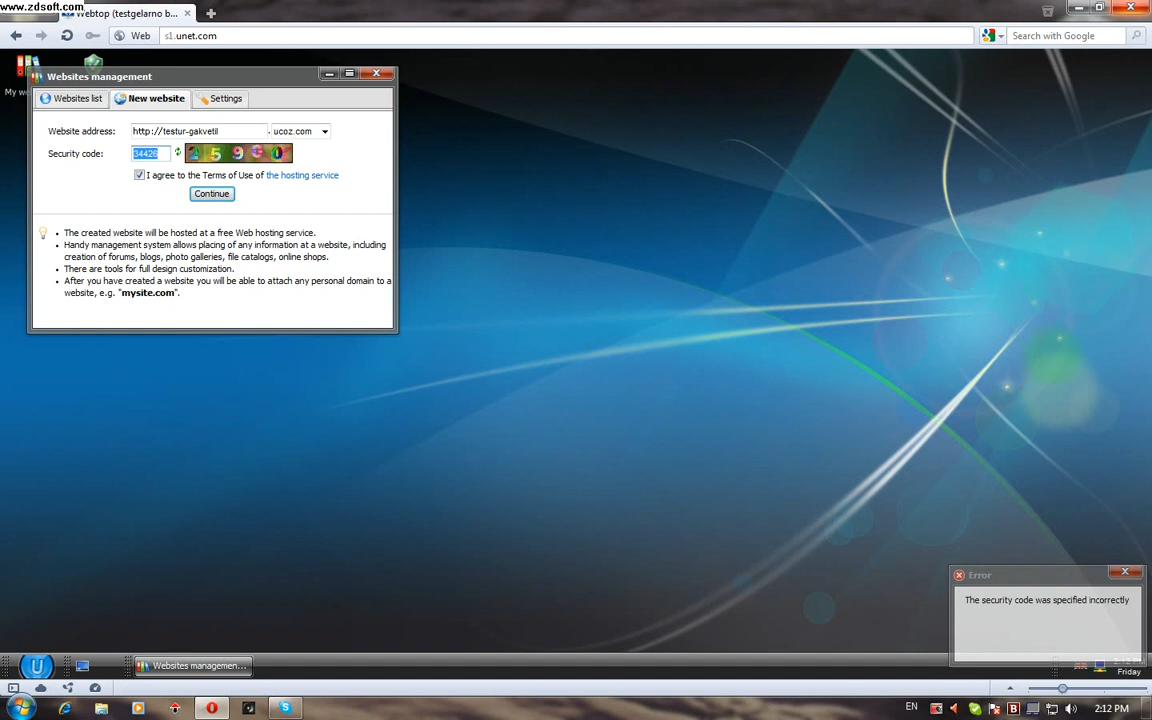 www.zdsoft.com
Webtop (testgelarno b...
Web
s1.unet.com
Search with Google
My we
Websites management
Websites list
New website
Settings
Website address:
http://testur-gakvetil
.
ucoz.com
Security code:
34426
I agree to the Terms of Use of the hosting service
Continue
The created website will be hosted at a free Web hosting service.
Handy management system allows placing of any information at a website, including
creation of forums, blogs, photo galleries, file catalogs, online shops.
There are tools for full design customization.
After you have created a website you will be able to attach any personal domain to a
website, e.g. "mysite.com".
Error
The security code was specified incorrectly
Websites managemen...
Friday
EN
2:12 PM